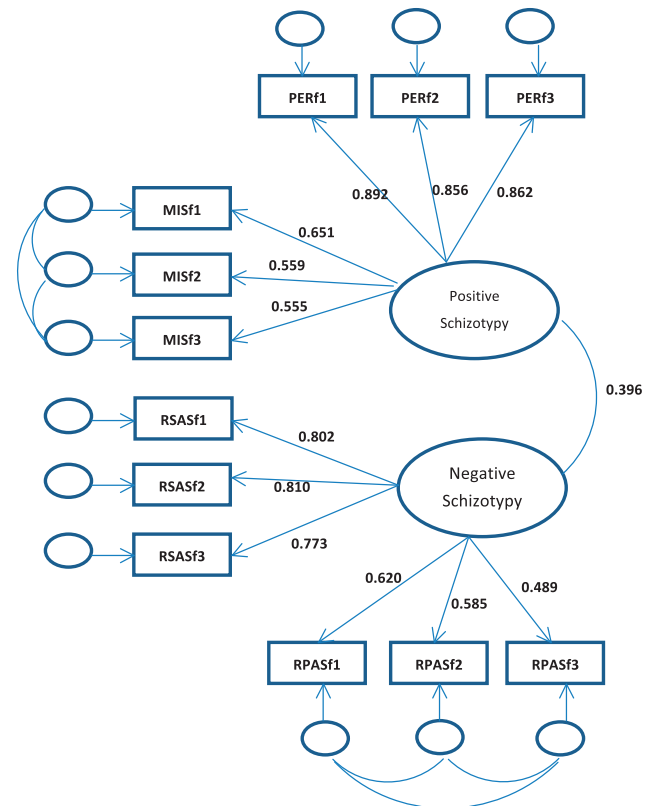 PERf1
PERf2
PERf3
0.892
0.856
0.862
MISf1
MISf2
MISf3
0.651
0.559
0.555
Positive
Schizotypy
0.396
RSASf1
RSASf2
RSASf3
0.802
0.810
0.773
Negative
Schizotypy
0.620
0.585
0.489
RPASf1
RPASf2
RPASf3